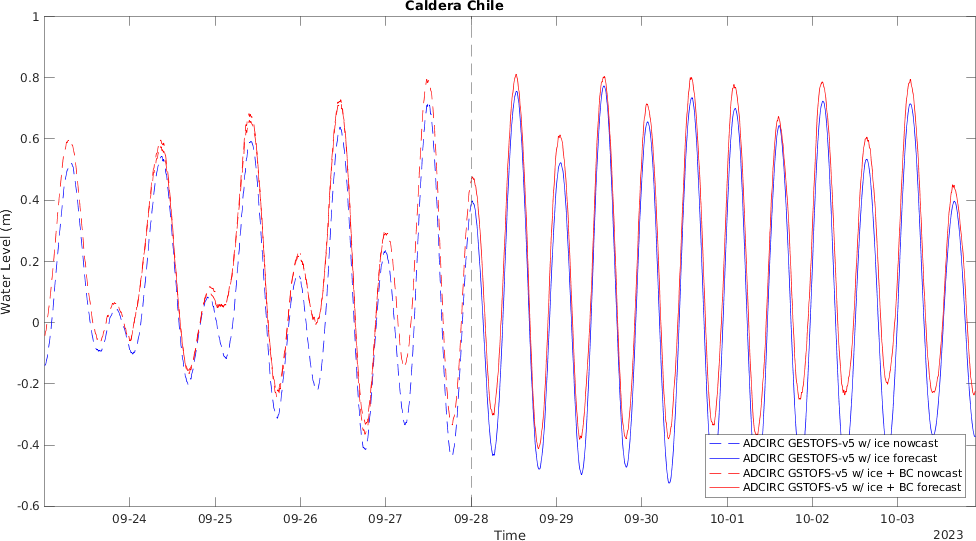 Caldera Chile
1
0.8
0.6
0.4
0.2
0
-0.2
-0.4
-0.6
Water Level (m)
09-24 09-25 09-26 09-27 09-28 09-29 09-30 10-01 10-02 10-03
Time
2023
ADCIRC GESTOFS-v5 w/ ice nowcast
ADCIRC GESTOFS-v5 w/ ice forecast
ADCIRC GSTOFS-v5 w/ ice + BC nowcast
ADCIRC GSTOFS-v5 w/ ice + BC forecast